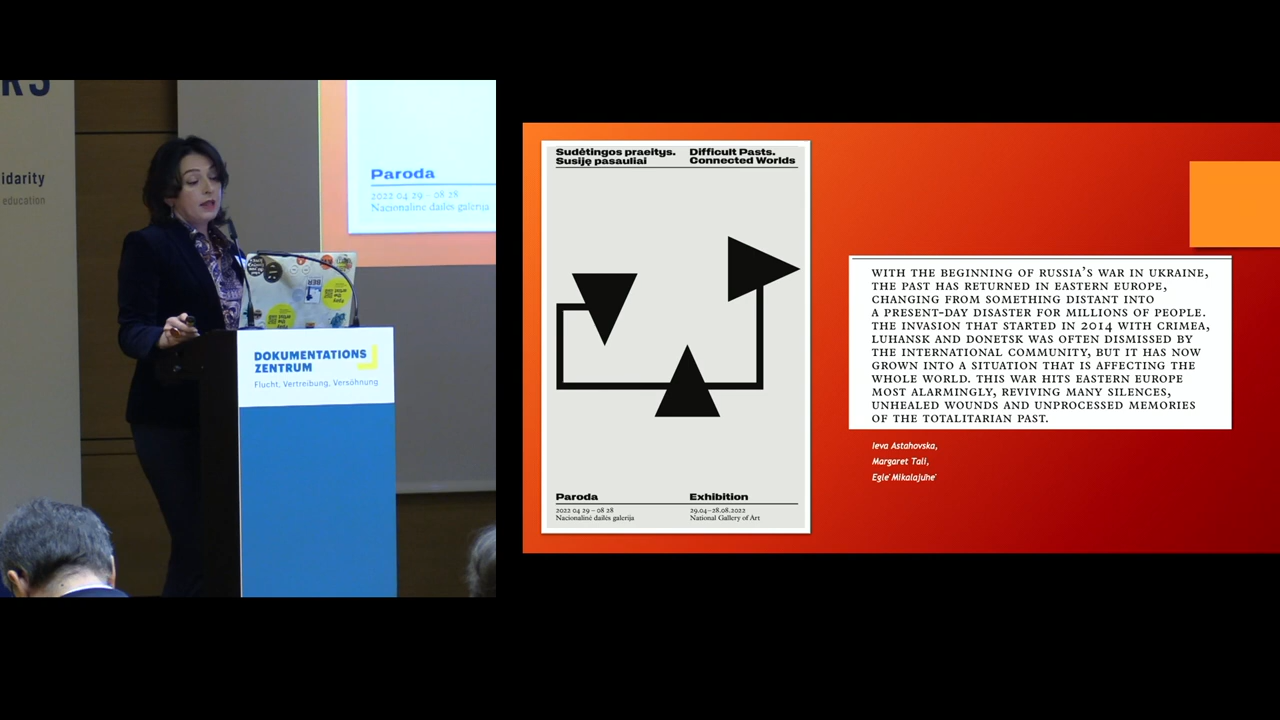 RS
idarity
education
Paroda
2022 04 29 – 08 28
Nacionalinė dailės galerija
BER
DOKUMENTATIONS
ZENTRUM
Flucht, Vertreibung, Versöhnung
Sudėtingos praeitys.
Susiję pasauliai
Difficult Pasts.
Connected Worlds
Paroda
2022 04 29 – 08 28
Nacionalinė dailės galerija
Exhibition
29.04–28.08.2022
National Gallery of Art
WITH THE BEGINNING OF RUSSIA'S WAR IN UKRAINE,
THE PAST HAS RETURNED IN EASTERN EUROPE,
CHANGING FROM SOMETHING DISTANT INTO
A PRESENT-DAY DISASTER FOR MILLIONS OF PEOPLE.
THE INVASION THAT STARTED IN 2014 WITH CRIMEA,
LUHANSK AND DONETSK WAS OFTEN DISMISSED BY
THE INTERNATIONAL COMMUNITY, BUT IT HAS NOW
GROWN INTO A SITUATION THAT IS AFFECTING THE
WHOLE WORLD. THIS WAR HITS EASTERN EUROPE
MOST ALARMINGLY, REVIVING MANY SILENCES,
UNHEALED WOUNDS AND UNPROCESSED MEMORIES
OF THE TOTALITARIAN PAST.
Ieva Astahovska,
Margaret Tali,
Egle ̇ Mikalaju ̄ne ̇